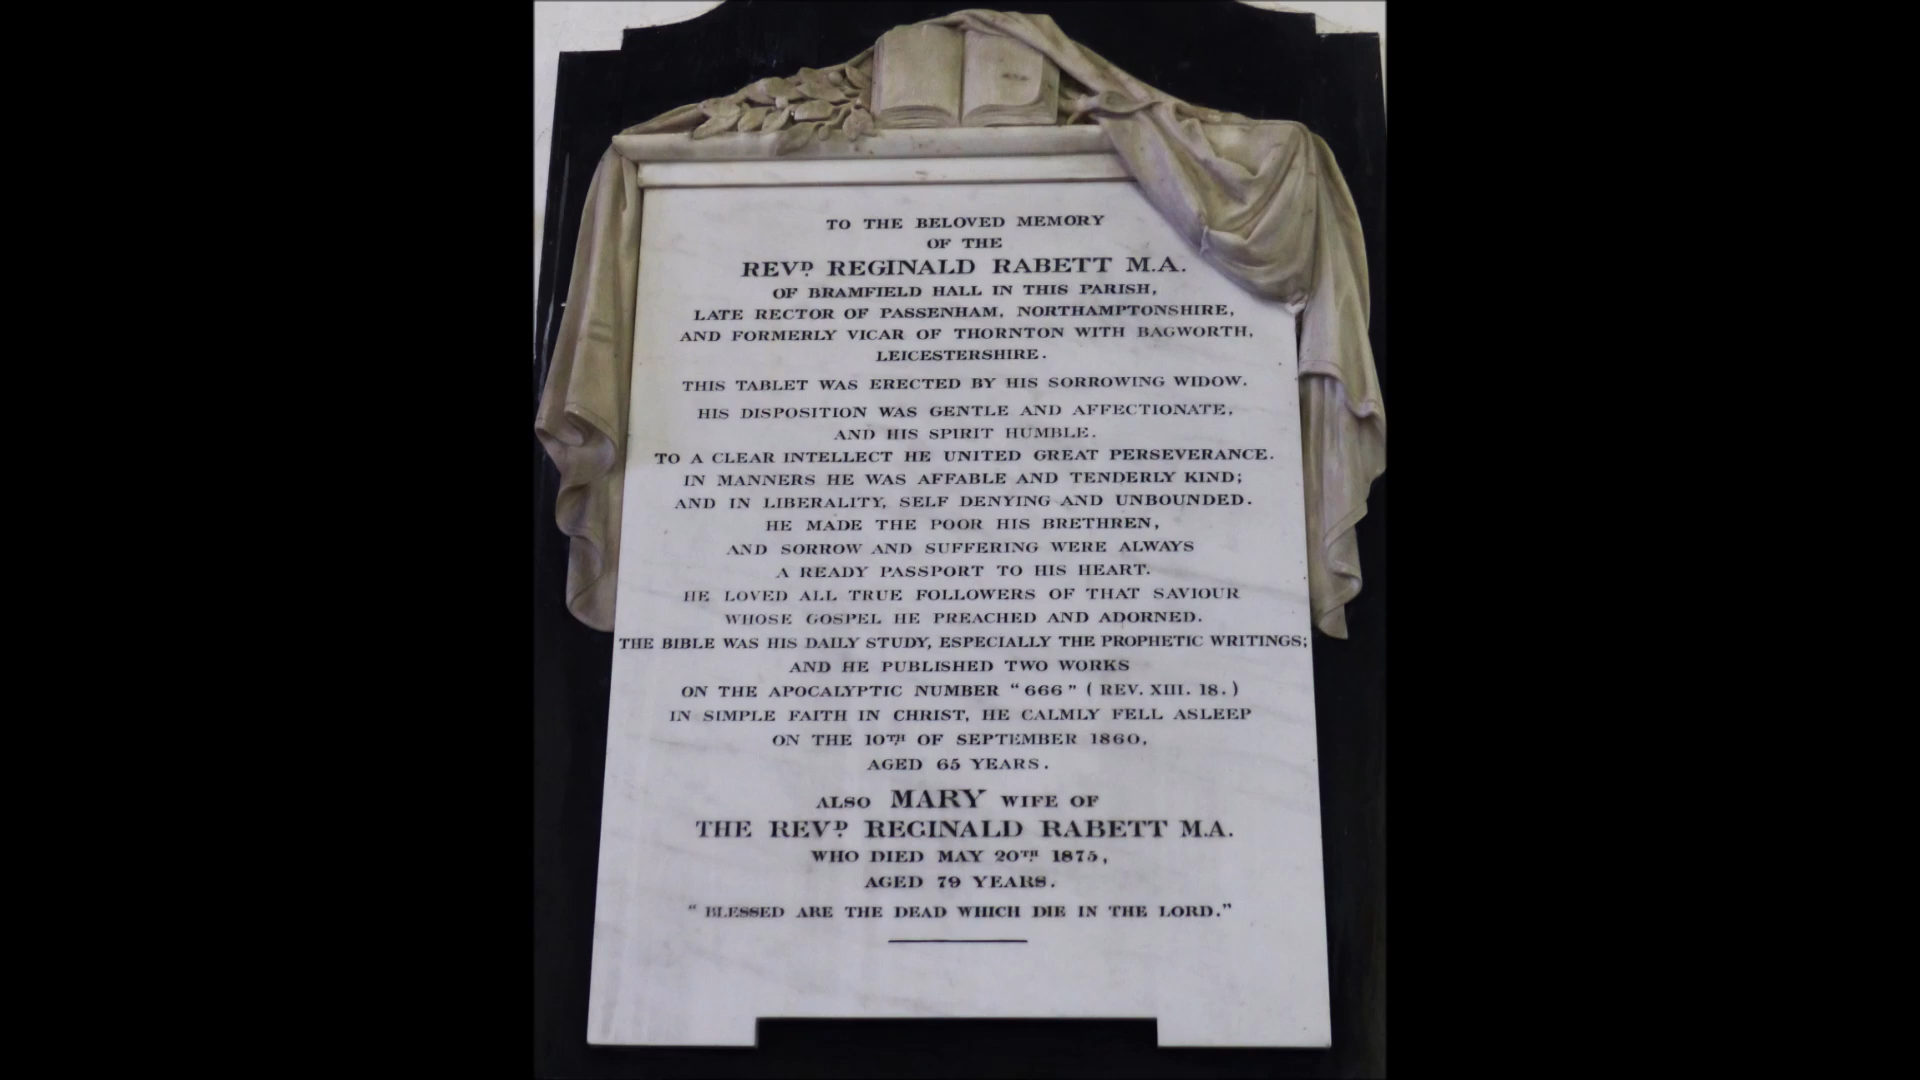 TO THE BELOVED MEMORY
OF THE
REVD. REGINALD RABETT M.A.
OF BRAMFIELD HALL IN THIS PARISH,
LATE RECTOR OF PASSENHAM, NORTHAMPTONSHIRE,
AND FORMERLY VICAR OF THORNTON WITH BAGWORTH,
LEICESTERSHIRE.
THIS TABLET WAS ERECTED BY HIS SORROWING WIDOW.
HIS DISPOSITION WAS GENTLE AND AFFECTIONATE,
AND HIS SPIRIT HUMBLE.
TO A CLEAR INTELLECT HE UNITED GREAT PERSEVERANCE.
IN MANNERS HE WAS AFFABLE AND TENDERLY KIND;
AND IN LIBERALITY, SELF DENYING AND UNBOUNDED.
HE MADE THE POOR HIS BRETHREN,
AND SORROW AND SUFFERING WERE ALWAYS
A READY PASSPORT TO HIS HEART.
HE LOVED ALL TRUE FOLLOWERS OF THAT SAVIOUR
WHOSE GOSPEL HE PREACHED AND ADORNED.
THE BIBLE WAS HIS DAILY STUDY, ESPECIALLY THE PROPHETIC WRITINGS;
AND HE PUBLISHED TWO WORKS
ON THE APOCALYPTIC NUMBER "666" (REV. XIII. 18.)
IN SIMPLE FAITH IN CHRIST, HE CALMLY FELL ASLEEP
ON THE 10TH. OF SEPTEMBER 1860,
AGED 65 YEARS.
ALSO MARY WIFE OF
THE REVD. REGINALD RABETT M.A.
WHO DIED MAY 20TH. 1875,
AGED 79 YEARS.
"BLESSED ARE THE DEAD WHICH DIE IN THE LORD."